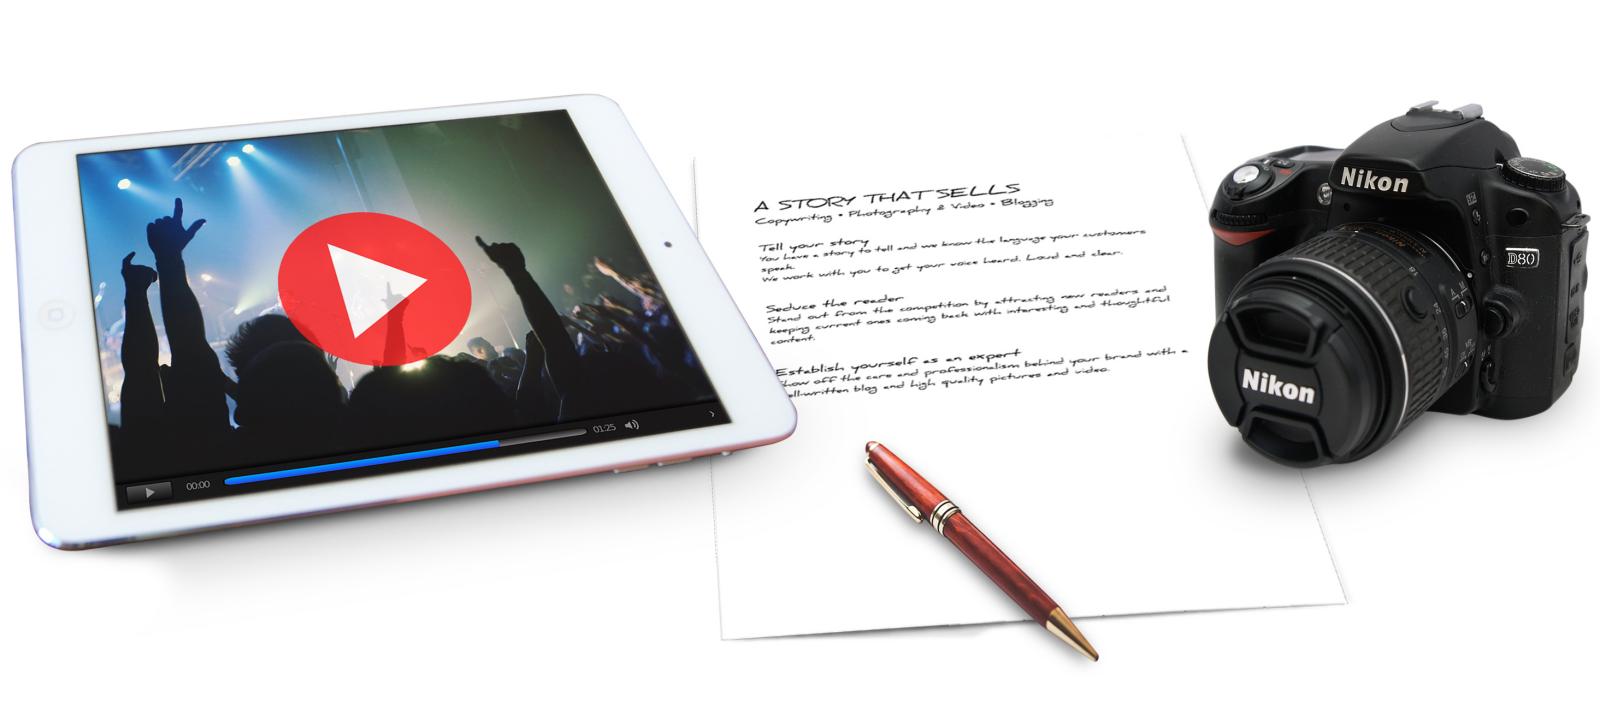 A STORY THAT SELLS
Copywriting • Photography & Video • Blogging
Tell your story
You have a story to tell and we know the language your customers
speak.
We work with you to get your voice heard. Loud and clear.
Seduce the reader
Stand out from the competition by attracting new readers and
keeping current ones coming back with interesting and thoughtful
content.
Establish yourself as an expert
how off the care and professionalism behind your brand with a
ell-written blog and high quality pictures and video.
00:00
01:25
Nikon
D80
Nikon